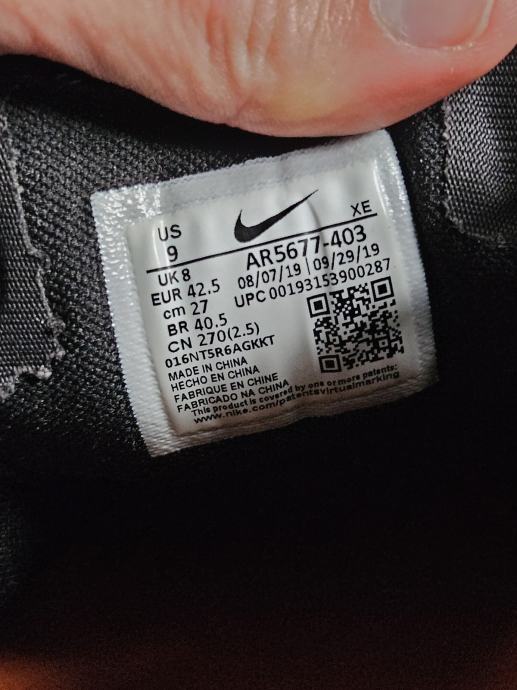 US XE
9 AR5677-403
UK 8 08/07/19 | 09/29/19
EUR 42.5 UPC 00193153900287
cm 27
BR 40.5
CN 270(2.5)
016NT5R6AGKKT
MADE IN CHINA
HECHO EN CHINA
FABRIQUE EN CHINE
FABRICADO NA CHINA
This product is covered by one or more patents:
www.nike.com/patentsvirtualmarking